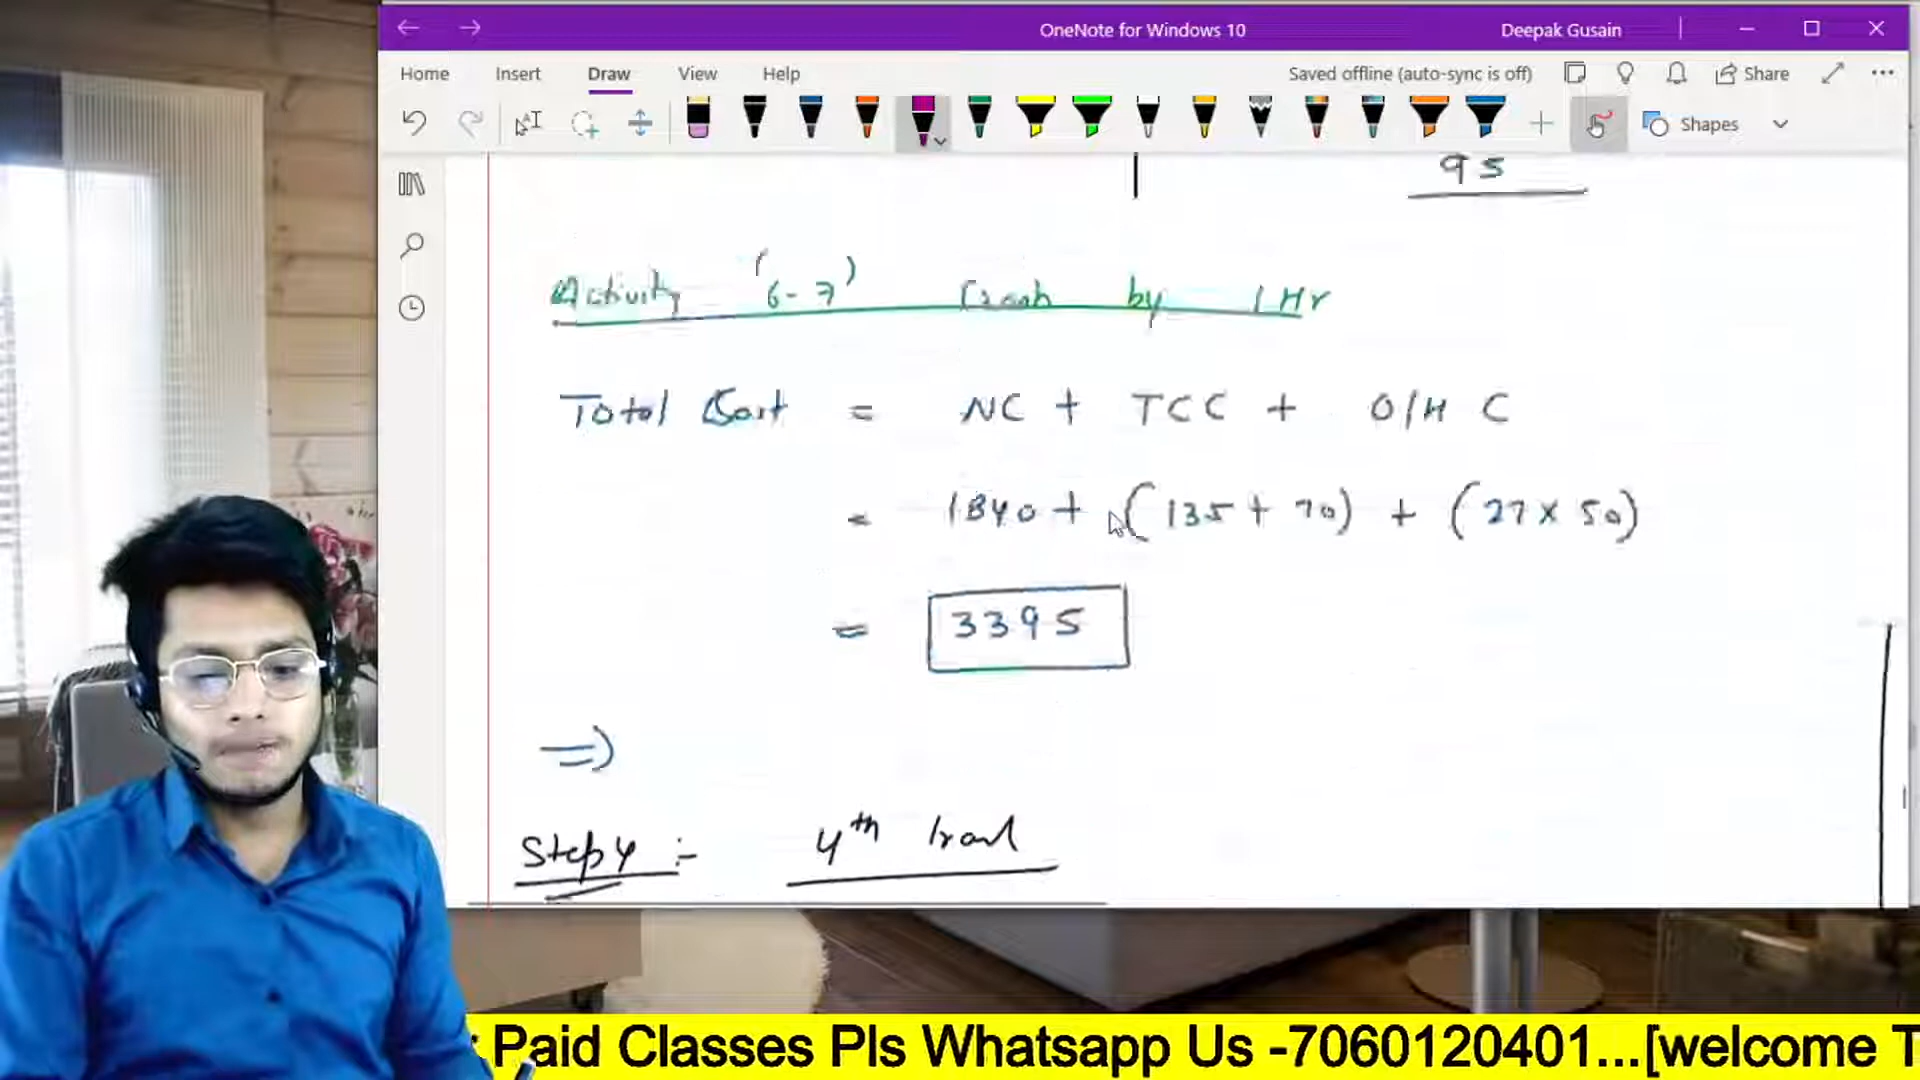 OneNote for Windows 10
Deepak Gusain
Home Insert Draw View Help
Saved offline (auto-sync is off) Share
Shapes
95
Activity (6-7) Crash by 1 Hr
Total Cost = NC + TCC + O/H C
= 1840 + (135 + 70) + (27 x 50)
= 3395
=)
Step 4 :- 4th
Paid Classes Pls Whatsapp Us -7060120401...[welcome T